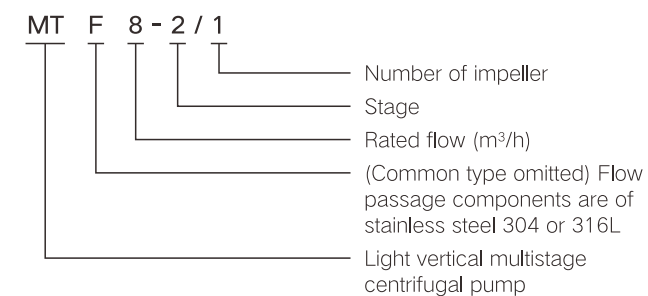 MT F 8 - 2 / 1
Number of impeller
Stage
Rated flow (m³/h)
(Common type omitted) Flow
passage components are of
stainless steel 304 or 316L
Light vertical multistage
centrifugal pump